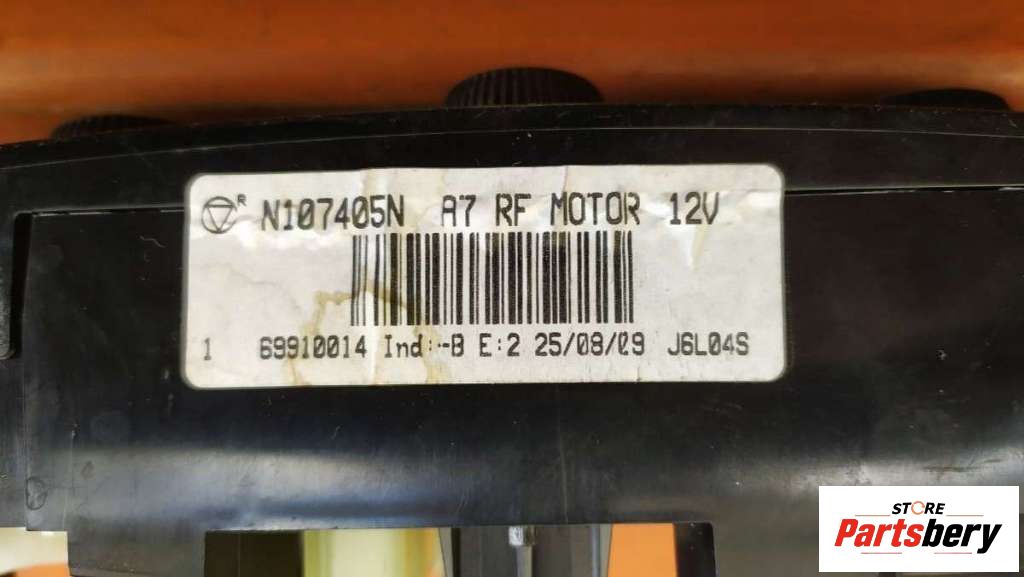 R N107405N A7 RF MOTOR 12V
1 69910014 Ind:-B E:2 25/08/09 J6L04S
STORE
Partsbery